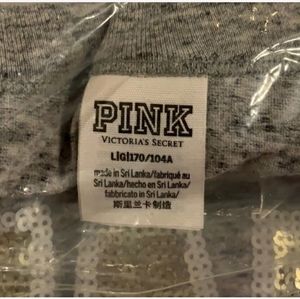 PINK
VICTORIA'S SECRET
L|G|170/104A
made in Sri Lanka/fabriqué au
Sri Lanka/hecho en Sri Lanka/
fabbricato in Sri Lanka/
斯里兰卡制造